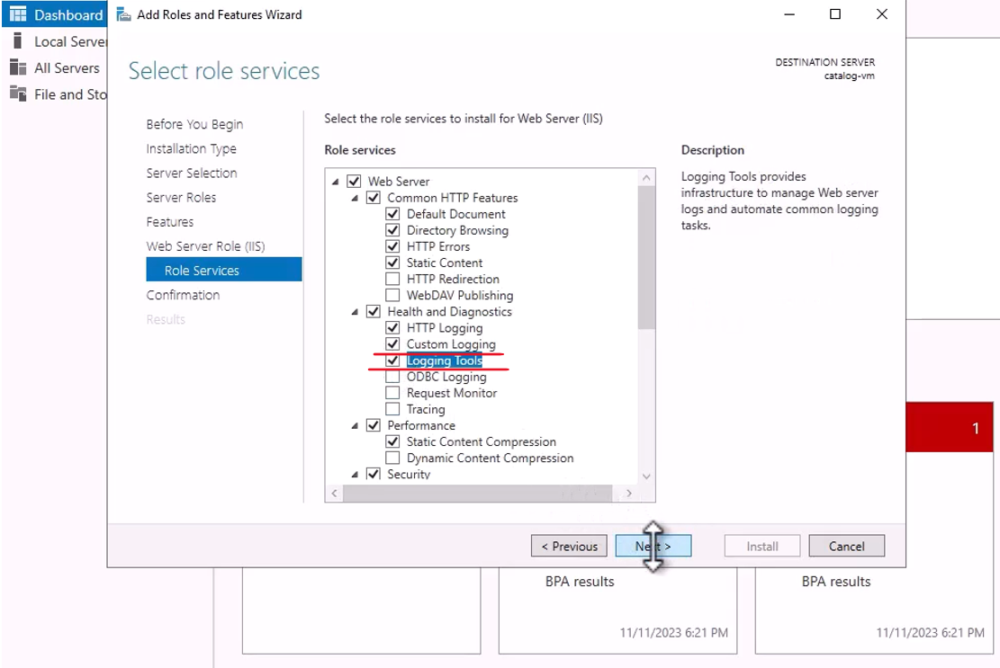 Dashboard
Local Server
All Servers
File and Sto
Add Roles and Features Wizard
Select role services
DESTINATION SERVER
catalog-vm
Before You Begin
Installation Type
Server Selection
Server Roles
Features
Web Server Role (IIS)
Role Services
Confirmation
Results
Select the role services to install for Web Server (IIS)
Role services
Web Server
Common HTTP Features
Default Document
Directory Browsing
HTTP Errors
Static Content
HTTP Redirection
WebDAV Publishing
Health and Diagnostics
HTTP Logging
Custom Logging
Logging Tools
ODBC Logging
Request Monitor
Tracing
Performance
Static Content Compression
Dynamic Content Compression
Security
Description
Logging Tools provides
infrastructure to manage Web server
logs and automate common logging
tasks.
< Previous
Next >
Install
Cancel
1
BPA results
11/11/2023 6:21 PM
BPA results
11/11/2023 6:21 PM